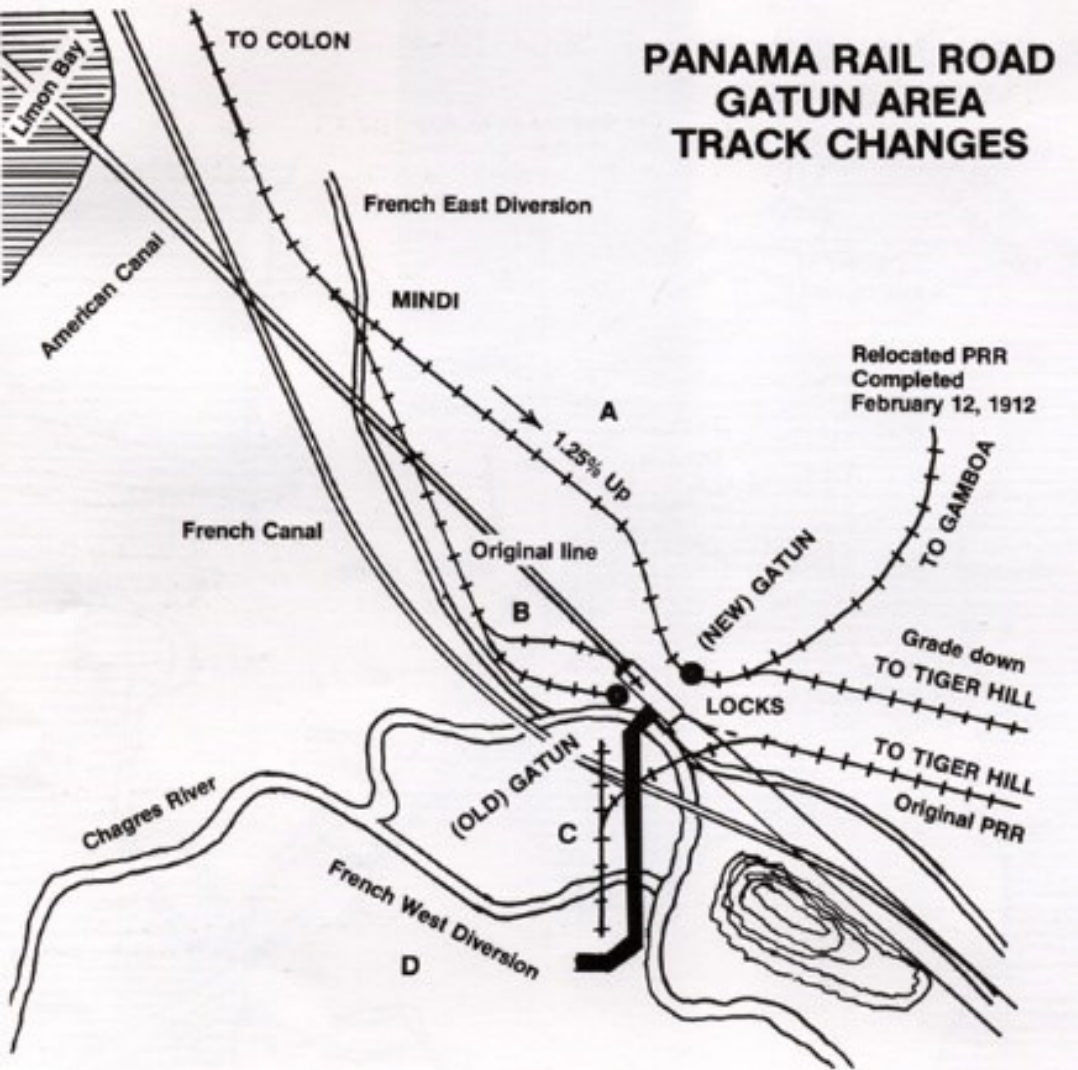 PANAMA RAIL ROAD
GATUN AREA
TRACK CHANGES
TO COLON
Limon Bay
French East Diversion
American Canal
MINDI
Relocated PRR
Completed
February 12, 1912
A
1.25% Up
TO GAMBOA
French Canal
Original line
(NEW) GATUN
B
Grade down
TO TIGER HILL
LOCKS
TO TIGER HILL
Original PRR
(OLD) GATUN
Chagres River
C
French West Diversion
D